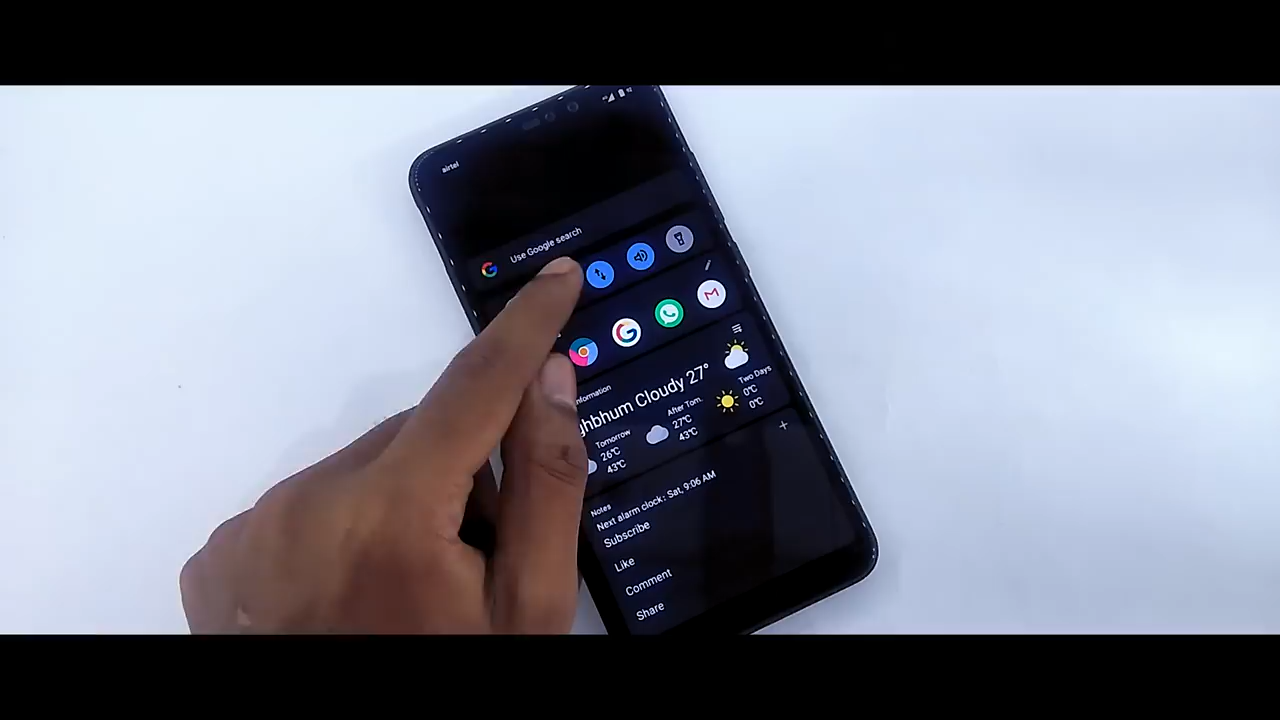 airtel
Use Google search
nformation
ghbhum Cloudy 27°
Tomorrow
26°C
43°C
After Tom.
27°C
43°C
Two Days
0°C
0°C
Notes
Next alarm clock: Sat, 9:06 AM
Subscribe
Like
Comment
Share